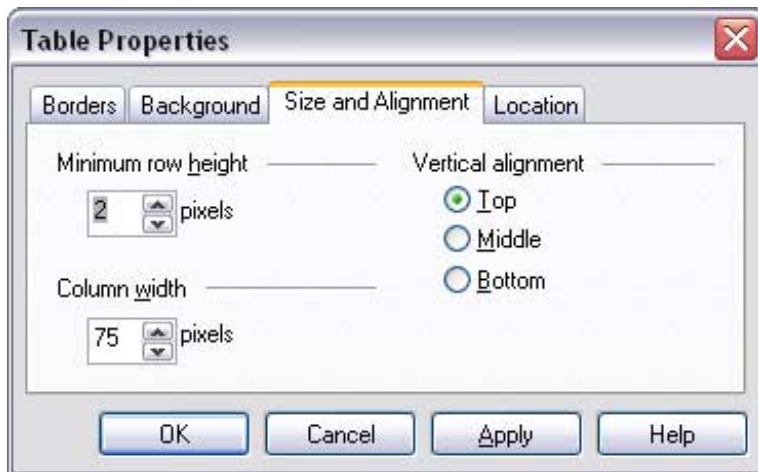 Table Properties
Borders Background Size and Alignment Location
Minimum row height
2 pixels
Column width
75 pixels
Vertical alignment
Top
Middle
Bottom
OK Cancel Apply Help